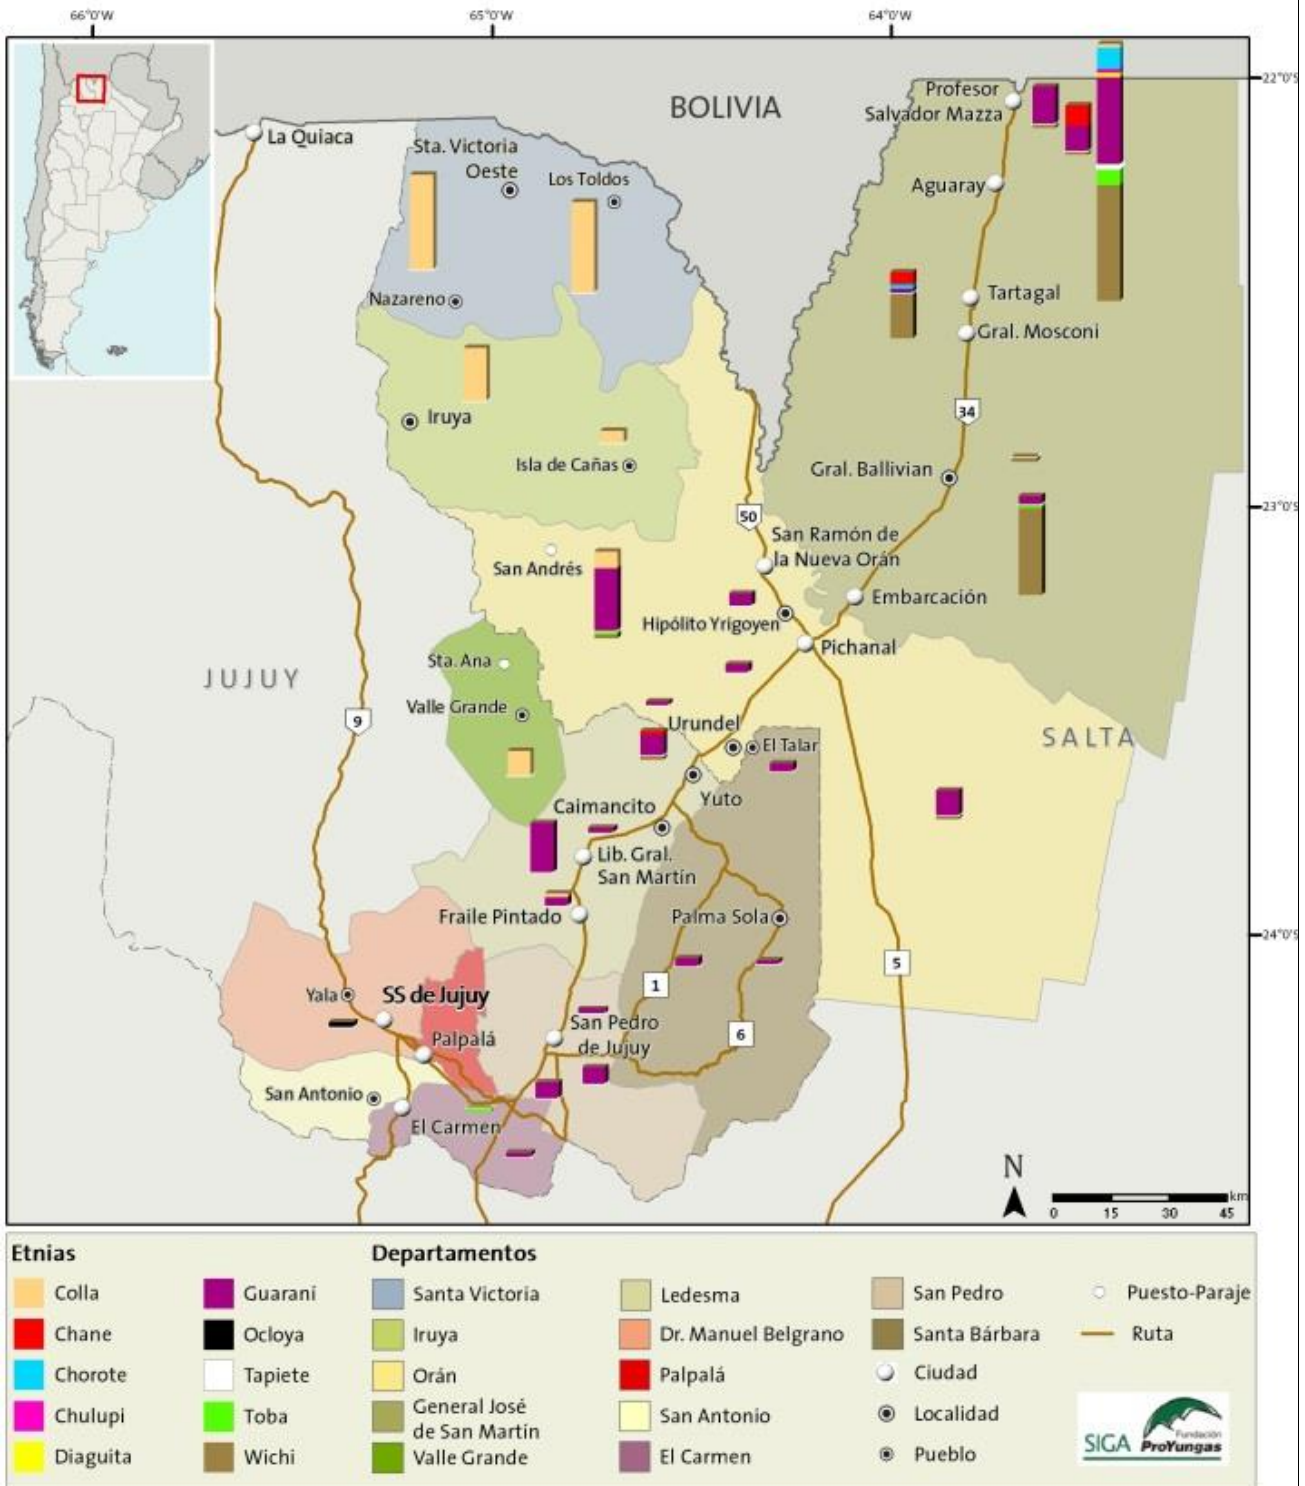 66°0'W
65°0'W
64°0'W
22°0'S
BOLIVIA
Profesor
Salvador Mazza
La Quiaca
Sta. Victoria
Oeste
Los Toldos
Aguaray
Nazareno
Tartagal
Gral. Mosconi
34
Iruya
Isla de Cañas
Gral. Ballivian
23°0'S
50
San Ramón de
la Nueva Orán
San Andrés
Embarcación
Hipólito Yrigoyen
Pichanal
Sta. Ana
JUJUY
Valle Grande
9
Urundel
El Talar
SALTA
Yuto
Caimancito
Lib. Gral.
San Martín
Fraile Pintado
Palma Sola
24°0'S
5
1
Yala
SS de Jujuy
6
San Pedro
de Jujuy
Palpalá
San Antonio
El Carmen
N
km
0 15 30 45
Etnias
Colla
Chane
Chorote
Chulupi
Diaguita
Guaraní
Ocloya
Tapiete
Toba
Wichi
Departamentos
Santa Victoria
Iruya
Orán
General José
de San Martín
Valle Grande
Ledesma
Dr. Manuel Belgrano
Palpalá
San Antonio
El Carmen
San Pedro
Santa Bárbara
Ciudad
Localidad
Pueblo
Puesto-Paraje
Ruta
SIGA
Fundación
ProYungas